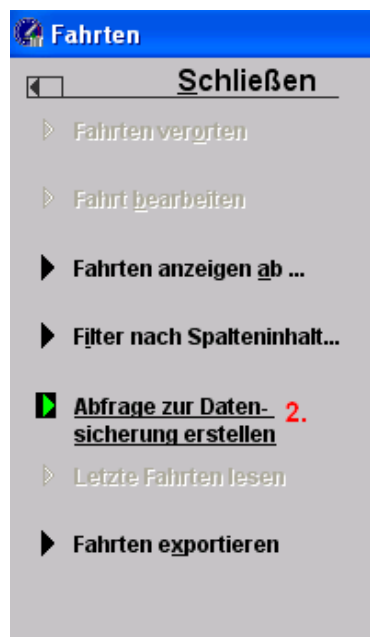 Fahrten
Schließen
Fahrten verorten
Fahrt bearbeiten
Fahrten anzeigen ab ...
Filter nach Spalteninhalt...
Abfrage zur Daten- 2.
sicherung erstellen
Letzte Fahrten lesen
Fahrten exportieren